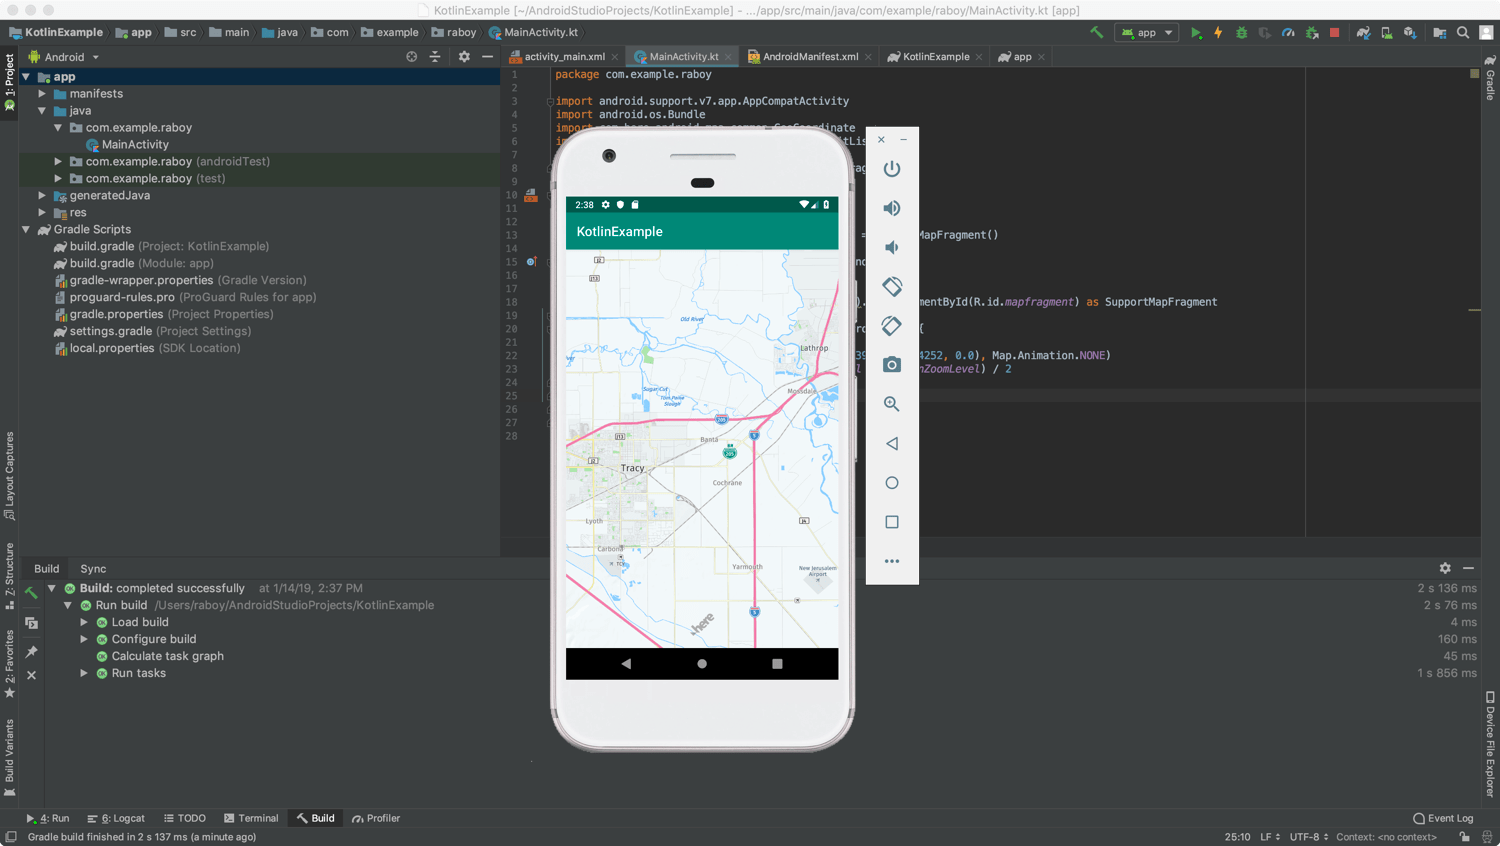 KotlinExample [~/AndroidStudioProjects/KotlinExample] - .../app/src/main/java/com/example/raboy/MainActivity.kt [app]
KotlinExample app src main java com example raboy MainActivity.kt
app
Android
activity_main.xml MainActivity.kt AndroidManifest.xml KotlinExample app
1: Project
app
manifests
java
com.example.raboy
MainActivity
com.example.raboy (androidTest)
com.example.raboy (test)
generatedJava
res
Gradle Scripts
build.gradle (Project: KotlinExample)
build.gradle (Module: app)
gradle-wrapper.properties (Gradle Version)
proguard-rules.pro (ProGuard Rules for app)
gradle.properties (Project Properties)
settings.gradle (Project Settings)
local.properties (SDK Location)
Layout Captures
Z: Structure
2: Favorites
Build Variants
1 package com.example.raboy
2
3 import android.support.v7.app.AppCompatActivity
4 import android.os.Bundle
5
6
7
8
9
10
11
12
13 = MapFragment()
14
15
16
17
18 mentById(R.id.mapfragment) as SupportMapFragment
19
20 {
21
22 4252, 0.0), Map.Animation.NONE)
23 nZoomLevel) / 2
24
25
26
27
28
2:38
KotlinExample
Old River
Lathrop
Mossdale
Sugar Cut
Tom Paine
Slough
205
5
Banta
205
Tracy
Cochrane
Lyoth
Carbona
Yarmouth
New Jerusalem
Airport
5
here
Gradle
Device File Explorer
Build Sync
Build: completed successfully at 1/14/19, 2:37 PM 2 s 136 ms
Run build /Users/raboy/AndroidStudioProjects/KotlinExample 2 s 76 ms
Load build 4 ms
Configure build 160 ms
Calculate task graph 45 ms
Run tasks 1 s 856 ms
4: Run 6: Logcat TODO Terminal Build Profiler Event Log
Gradle build finished in 2 s 137 ms (a minute ago) 25:10 LF UTF-8 Context: <no context>